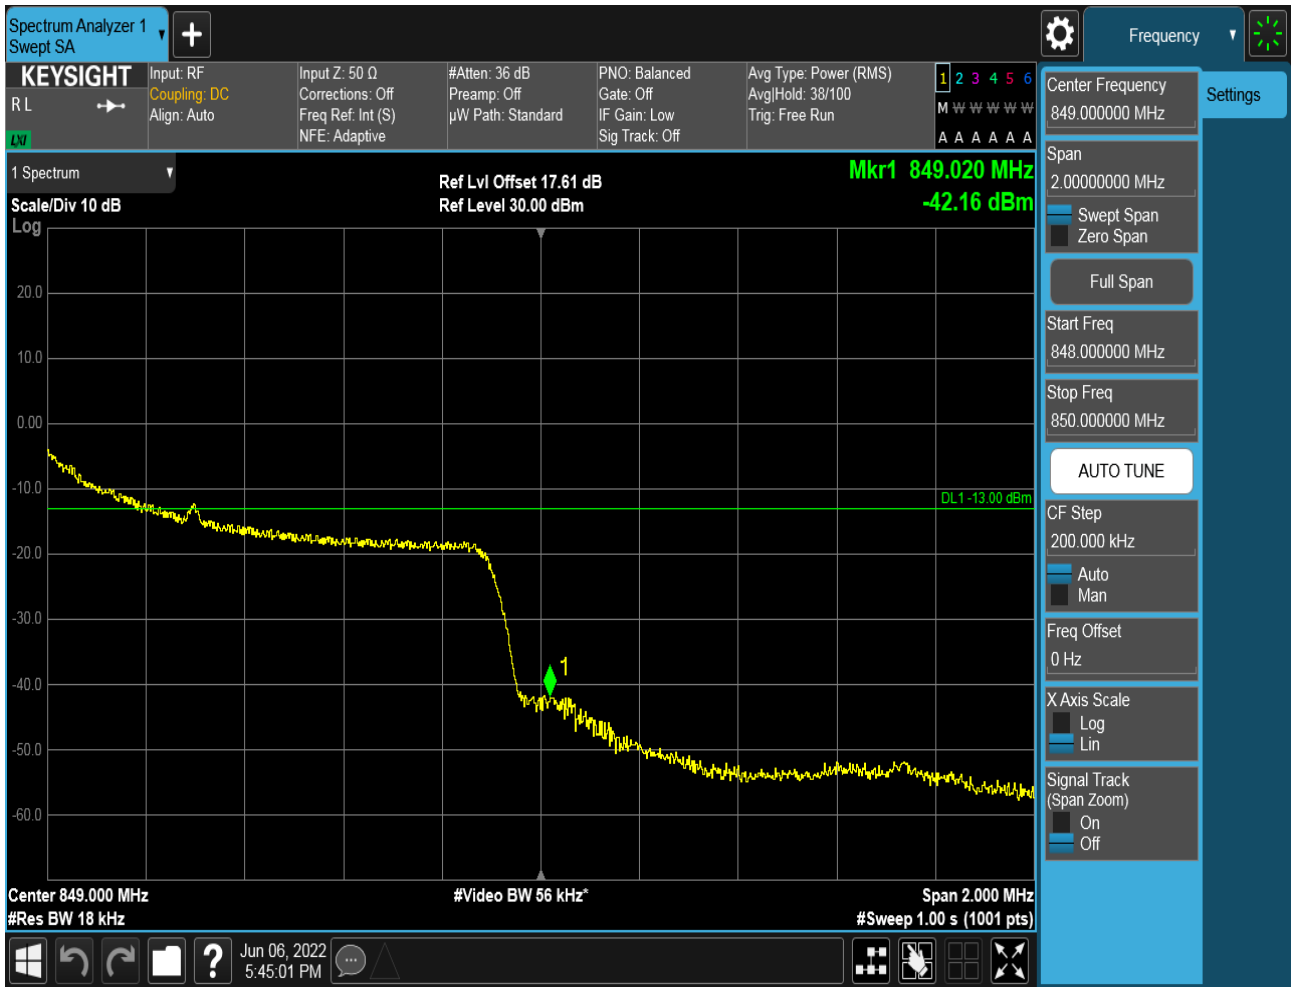 Spectrum Analyzer 1
Swept SA
Frequency
KEYSIGHT
R L
LXI
Input: RF
Coupling: DC
Align: Auto
Input Z: 50 Ω
Corrections: Off
Freq Ref: Int (S)
NFE: Adaptive
#Atten: 36 dB
Preamp: Off
µW Path: Standard
PNO: Balanced
Gate: Off
IF Gain: Low
Sig Track: Off
Avg Type: Power (RMS)
Avg|Hold: 38/100
Trig: Free Run
1 2 3 4 5 6
M W W W W W
A A A A A A
1 Spectrum
Scale/Div 10 dB
Log
Ref Lvl Offset 17.61 dB
Ref Level 30.00 dBm
Mkr1 849.020 MHz
-42.16 dBm
20.0
10.0
0.00
-10.0
DL1 -13.00 dBm
-20.0
-30.0
1
-40.0
-50.0
-60.0
Center 849.000 MHz
#Video BW 56 kHz*
Span 2.000 MHz
#Res BW 18 kHz
#Sweep 1.00 s (1001 pts)
Center Frequency
849.000000 MHz
Settings
Span
2.00000000 MHz
Swept Span
Zero Span
Full Span
Start Freq
848.000000 MHz
Stop Freq
850.000000 MHz
AUTO TUNE
CF Step
200.000 kHz
Auto
Man
Freq Offset
0 Hz
X Axis Scale
Log
Lin
Signal Track
(Span Zoom)
On
Off
?
Jun 06, 2022
5:45:01 PM